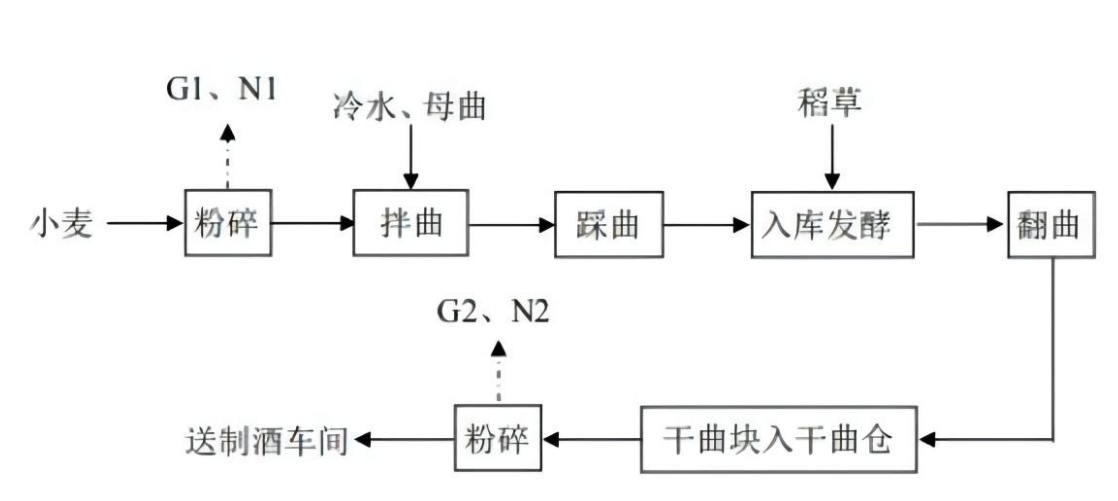 G1、N1
冷水、母曲
稻草
小麦
粉碎
拌曲
踩曲
入库发酵
翻曲
G2、N2
送制酒车间
粉碎
干曲块入干曲仓